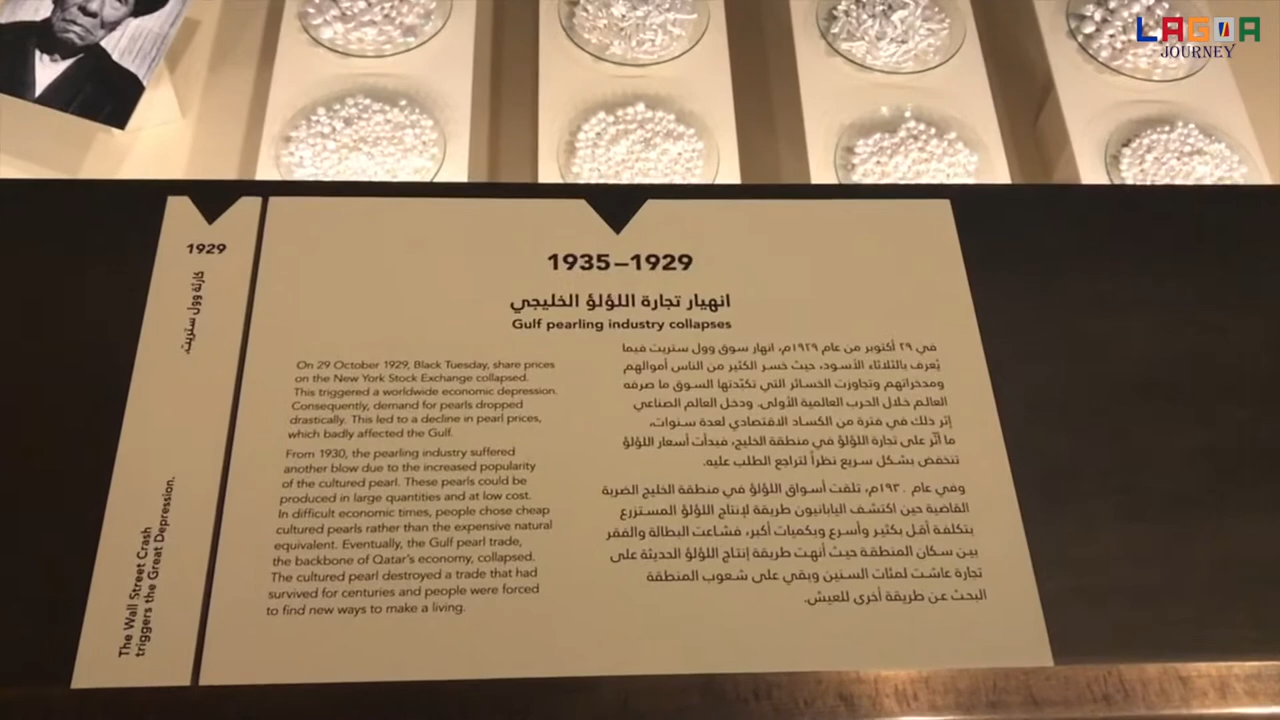 LAGOA
JOURNEY
1929
كارثة وول ستريت.
The Wall Street Crash
triggers the Great Depression.
1935–1929
انهيار تجارة اللؤلؤ الخليجي
Gulf pearling industry collapses
On 29 October 1929, Black Tuesday, share prices
on the New York Stock Exchange collapsed.
This triggered a worldwide economic depression.
Consequently, demand for pearls dropped
drastically. This led to a decline in pearl prices,
which badly affected the Gulf.
From 1930, the pearling industry suffered
another blow due to the increased popularity
of the cultured pearl. These pearls could be
produced in large quantities and at low cost.
In difficult economic times, people chose cheap
cultured pearls rather than the expensive natural
equivalent. Eventually, the Gulf pearl trade,
the backbone of Qatar's economy, collapsed.
The cultured pearl destroyed a trade that had
survived for centuries and people were forced
to find new ways to make a living.
في ٢٩ أكتوبر من عام ١٩٢٩م، انهار سوق وول ستريت فيما
يُعرف بالثلاثاء الأسود، حيث خسر الكثير من الناس أموالهم
ومدخراتهم وتجاوزت الخسائر التي تكبّدتها السوق ما صرفه
العالم خلال الحرب العالمية الأولى. ودخل العالم الصناعي
إثر ذلك في فترة من الكساد الاقتصادي لعدة سنوات،
ما أثّر على تجارة اللؤلؤ في منطقة الخليج، فبدأت أسعار اللؤلؤ
تنخفض بشكل سريع نظراً لتراجع الطلب عليه.
وفي عام ١٩٣٠م، تلقت أسواق اللؤلؤ في منطقة الخليج الضربة
القاضية حين اكتشف اليابانيون طريقة لإنتاج اللؤلؤ المستزرع
بتكلفة أقل بكثير وأسرع وبكميات أكبر، فشاعت البطالة والفقر
بين سكان المنطقة حيث أنهت طريقة إنتاج اللؤلؤ الحديثة على
تجارة عاشت لمئات السنين وبقي على شعوب المنطقة
البحث عن طريقة أخرى للعيش.